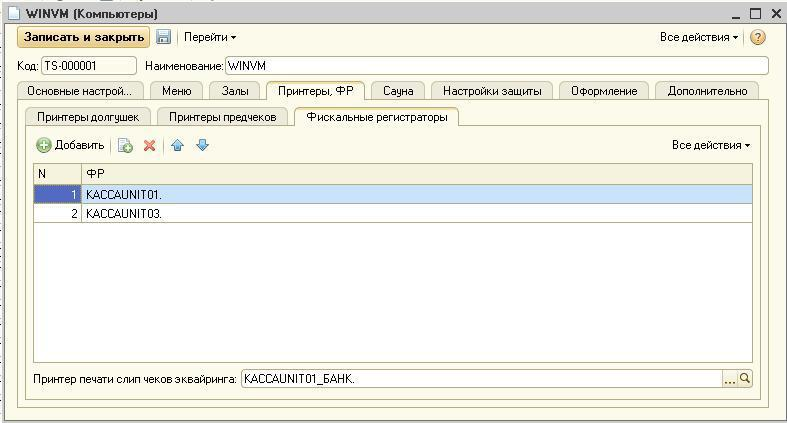 WINVM (Компьютеры)
Записать и закрыть Перейти Все действия ?
Код: TS-000001 Наименование: WINVM
Основные настрой... Меню Залы Принтеры, ФР Сауна Настройки защиты Оформление Дополнительно
Принтеры долгушек Принтеры предчеков Фискальные регистраторы
Добавить Все действия
N ФР
1 KACCAUNIT01.
2 KACCAUNIT03.
Принтер печати слип чеков эквайринга: KACCAUNIT01_БАНК. ...